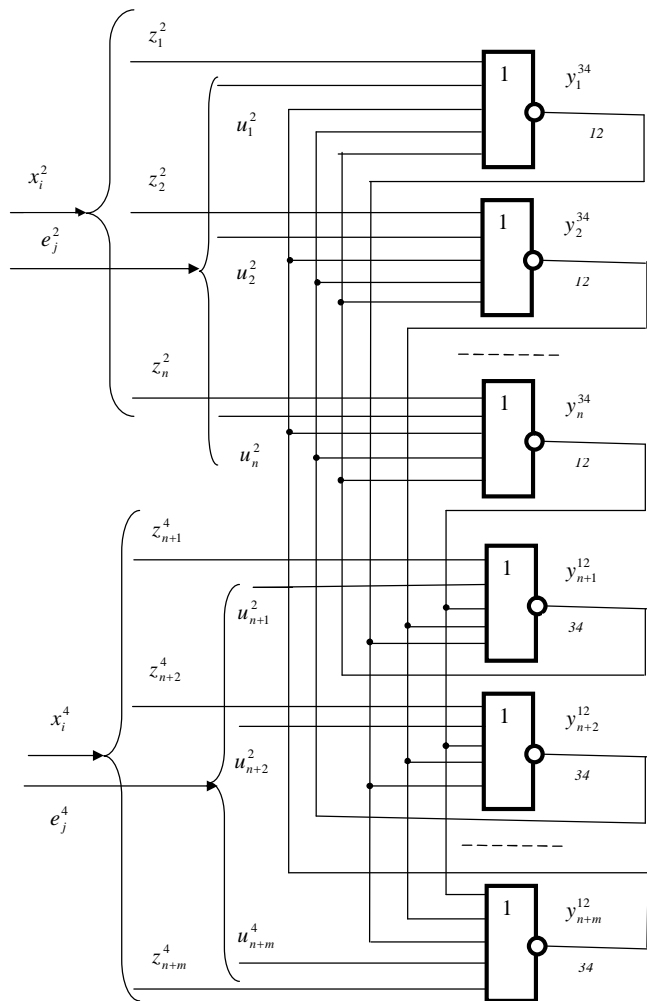 z_1^2
1
y_1^{34}
u_1^2
12
x_i^2
z_2^2
1
y_2^{34}
e_j^2
u_2^2
12
z_n^2
1
y_n^{34}
u_n^2
12
z_{n+1}^4
1
y_{n+1}^{12}
u_{n+1}^2
34
z_{n+2}^4
x_i^4
1
y_{n+2}^{12}
u_{n+2}^2
34
e_j^4
1
y_{n+m}^{12}
u_{n+m}^4
z_{n+m}^4
34